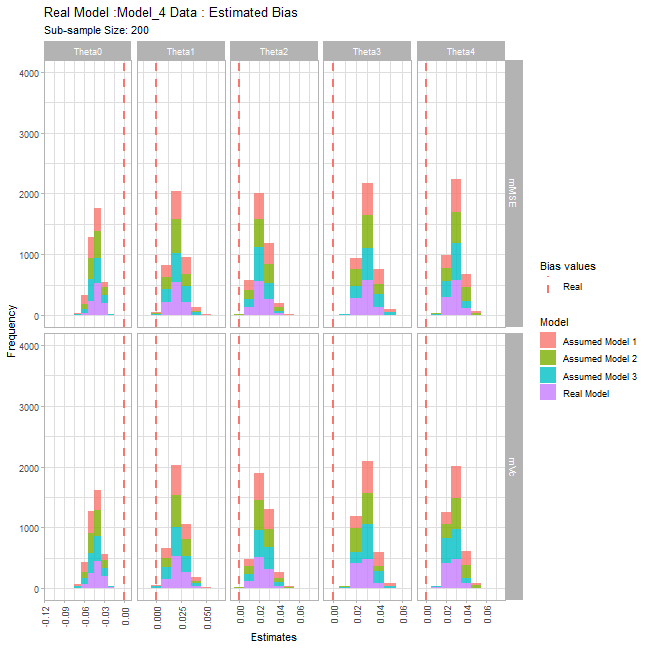 Real Model :Model_4 Data : Estimated Bias
Sub-sample Size: 200
Theta0 Theta1 Theta2 Theta3 Theta4
4000
3000
2000
1000
0
mMSE
4000
3000
2000
1000
0
mVc
Frequency
-0.12 -0.09 -0.06 -0.03 0.00
0.000 0.025 0.050
0.00 0.02 0.04 0.06
0.00 0.02 0.04 0.06
0.00 0.02 0.04 0.06
Estimates
Bias values
Real
Model
Assumed Model 1
Assumed Model 2
Assumed Model 3
Real Model